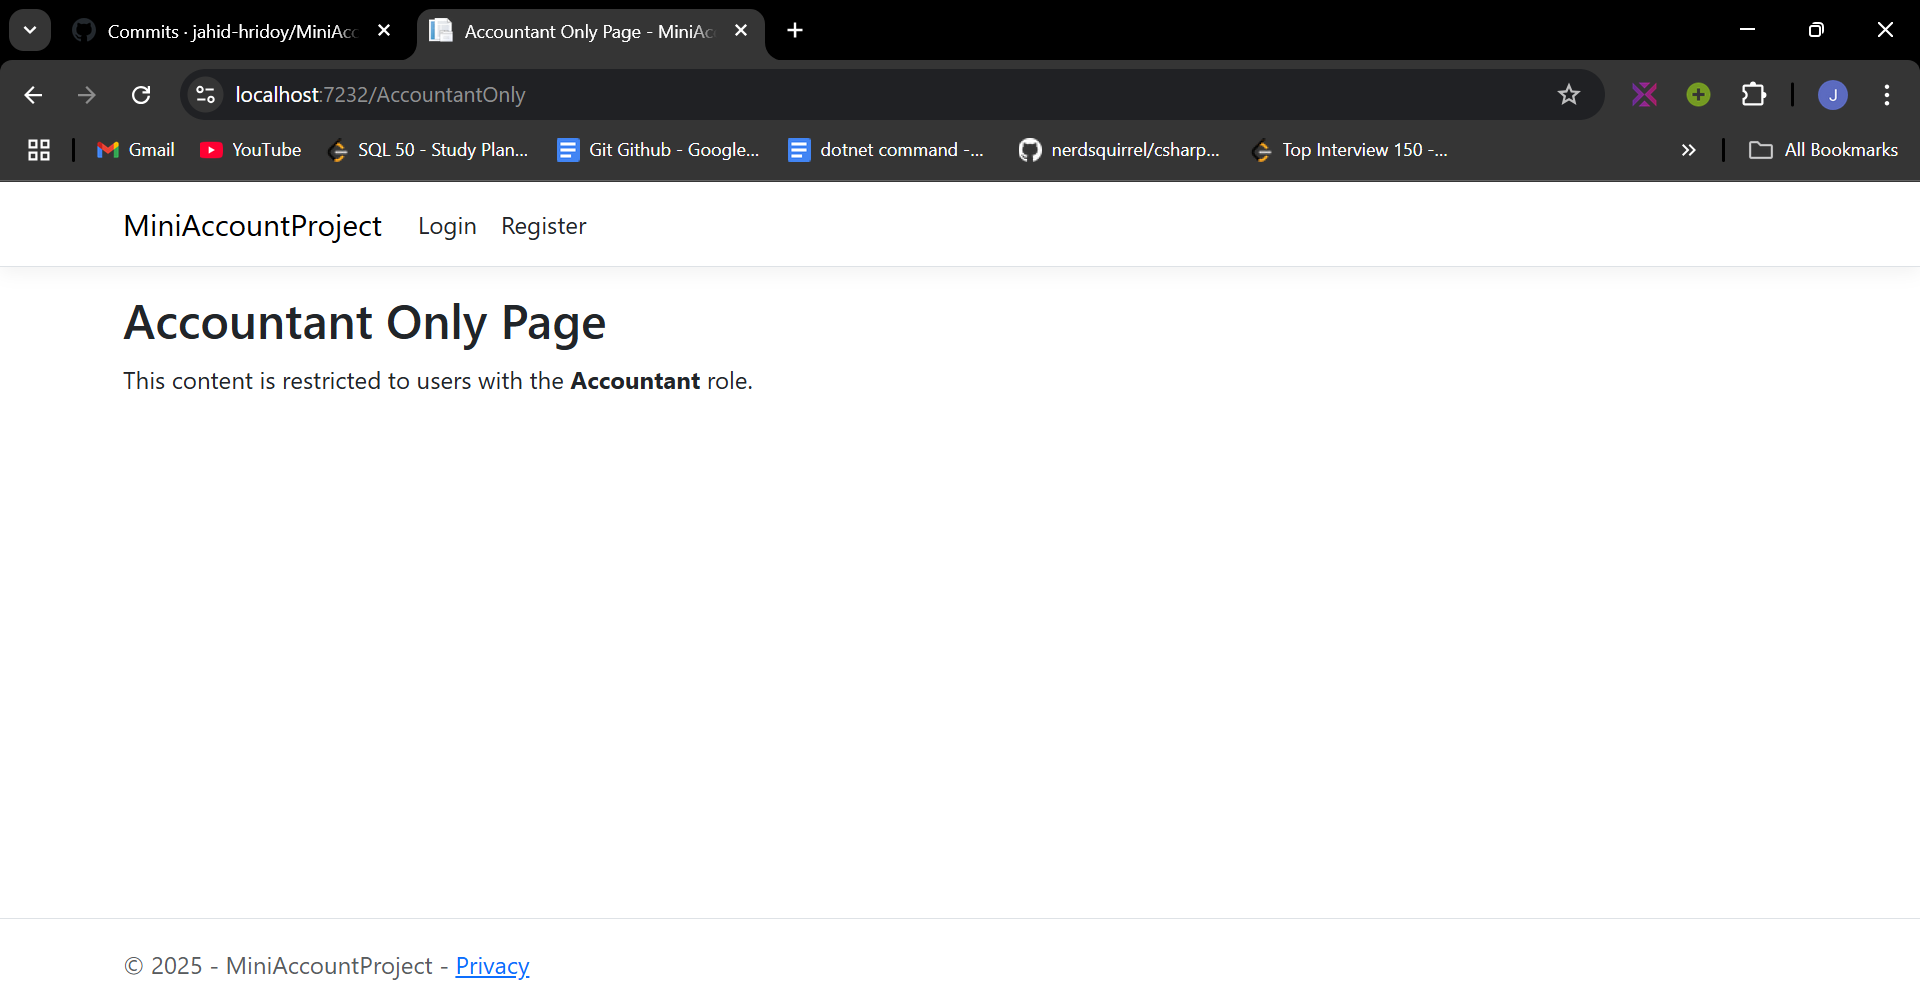 Commits · jahid-hridoy/MiniAcc
Accountant Only Page - MiniAc
localhost:7232/AccountantOnly
J
Gmail
YouTube
SQL 50 - Study Plan...
Git Github - Google...
dotnet command -...
nerdsquirrel/csharp...
Top Interview 150 -...
»
All Bookmarks
MiniAccountProject Login Register
Accountant Only Page
This content is restricted to users with the Accountant role.
© 2025 - MiniAccountProject - Privacy